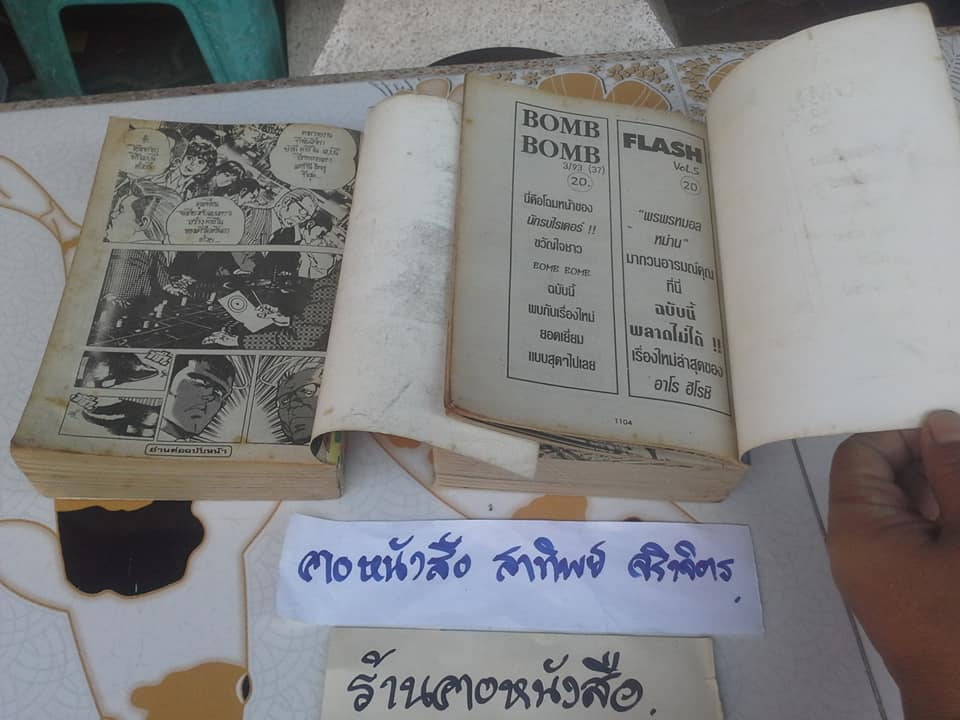 BOMB
BOMB
3/93 (37)
20.
นี่คือโฉมหน้าของ
นักรบไรเดอร์ !!
ขวัญใจชาว
BOMB BOMB
ฉบับนี้
พบกับเรื่องใหม่
ยอดเยี่ยม
แบบสุดๆไปเลย
FLASH
VOL.5
20
"พรพรหมอล
หม่าน"
มากวนอารมณ์คุณ
ที่นี่
ฉบับนี้
พลาดไม่ได้ !!
เรื่องใหม่ล่าสุดของ
อาโร ฮิโรชิ
1104
อ่านต่อฉบับหน้า
คอหนังสือ สาทิพย์ จิราจิตร.
ร้านคอหนังสือ.